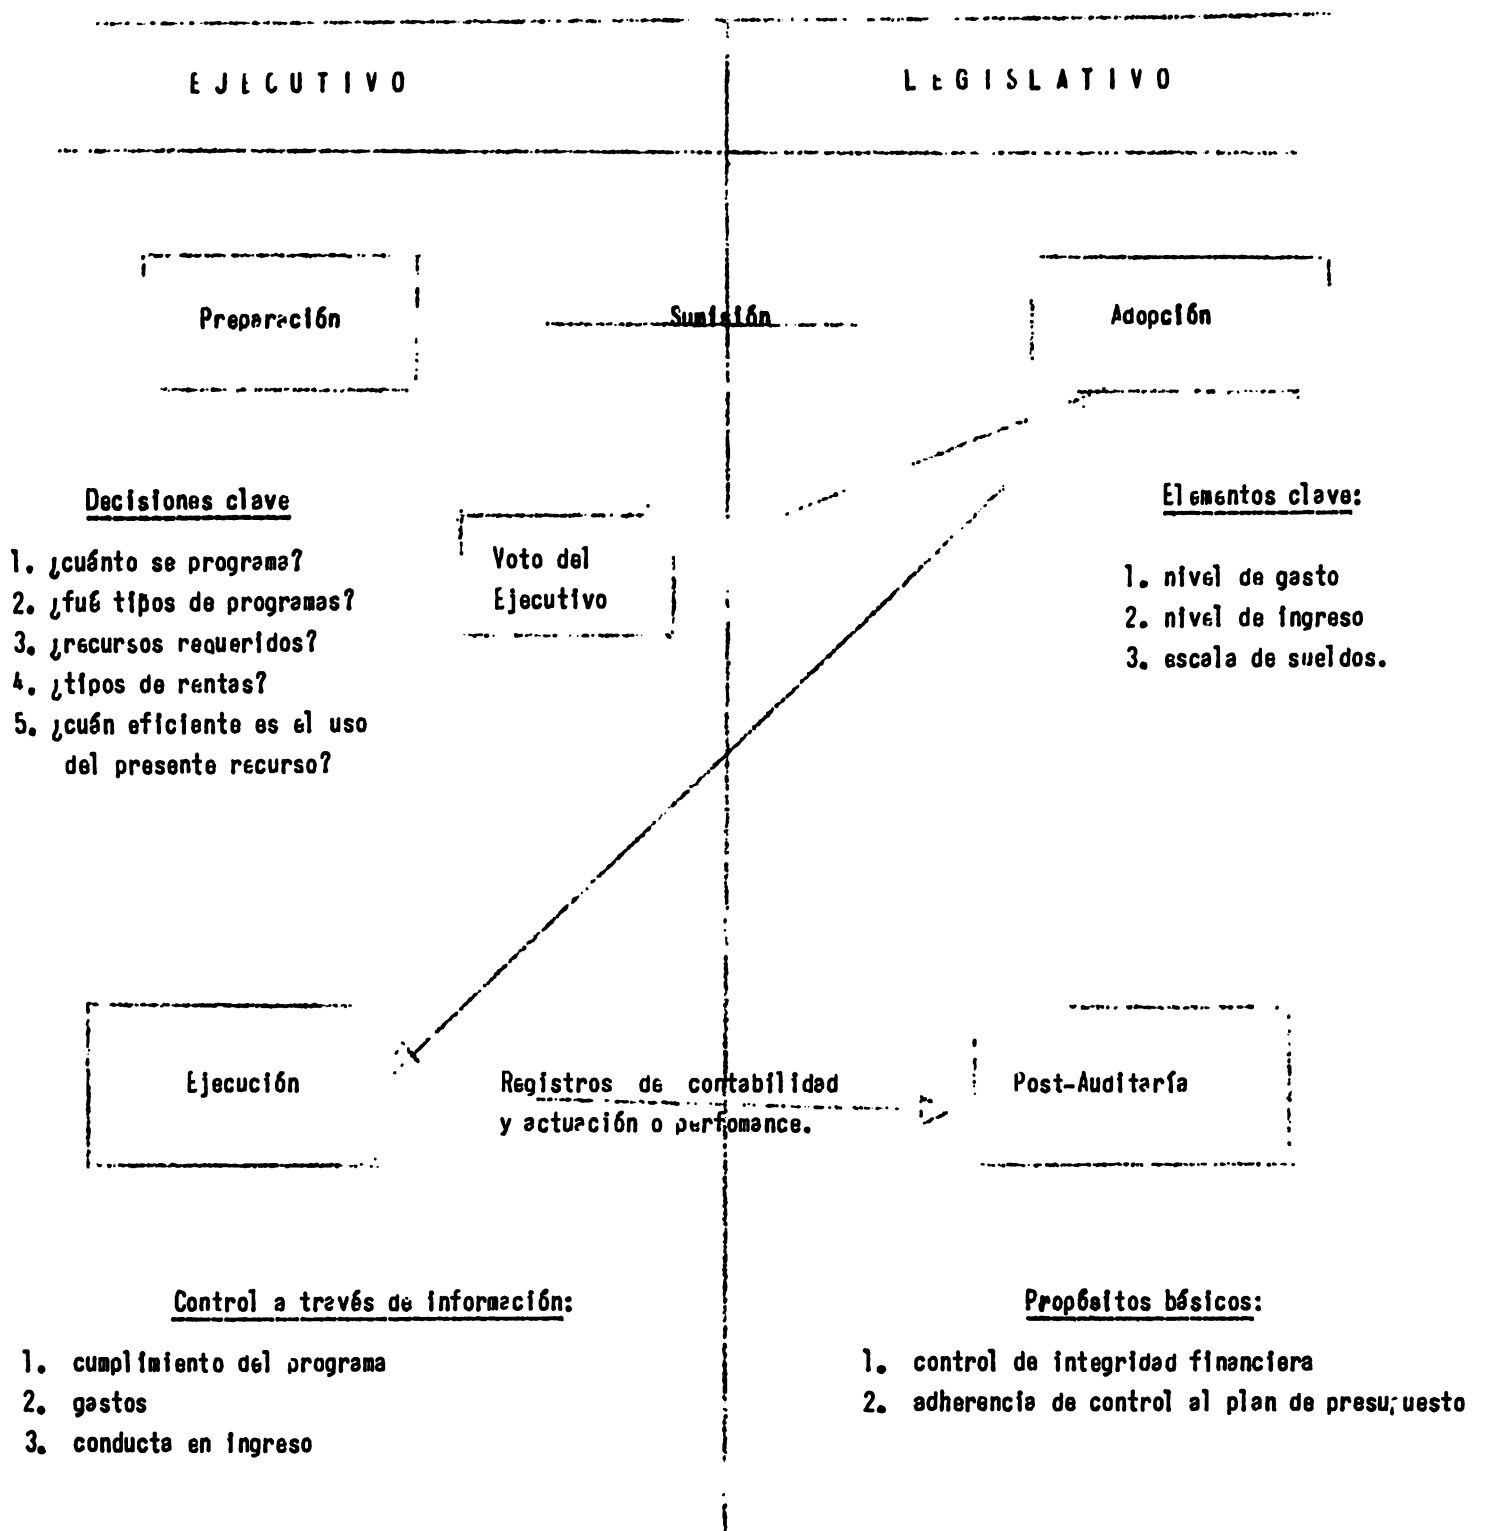 EJECUTIVO
LEGISLATIVO
Preparación
Sumisión
Adopción
Decisiones clave
1. ¿cuánto se programa?
2. ¿fué tipos de programas?
3. ¿recursos requeridos?
4. ¿tipos de rentas?
5. ¿cuán eficiente es el uso
del presente recurso?
Voto del
Ejecutivo
Elementos clave:
1. nivel de gasto
2. nivel de ingreso
3. escala de sueldos.
Ejecución
Registros de contabilidad
y actuación o perfomance.
Post-Auditaría
Control a través de información:
1. cumplimiento del programa
2. gastos
3. conducta en ingreso
Propósitos básicos:
1. control de integridad financiera
2. adherencia de control al plan de presupuesto